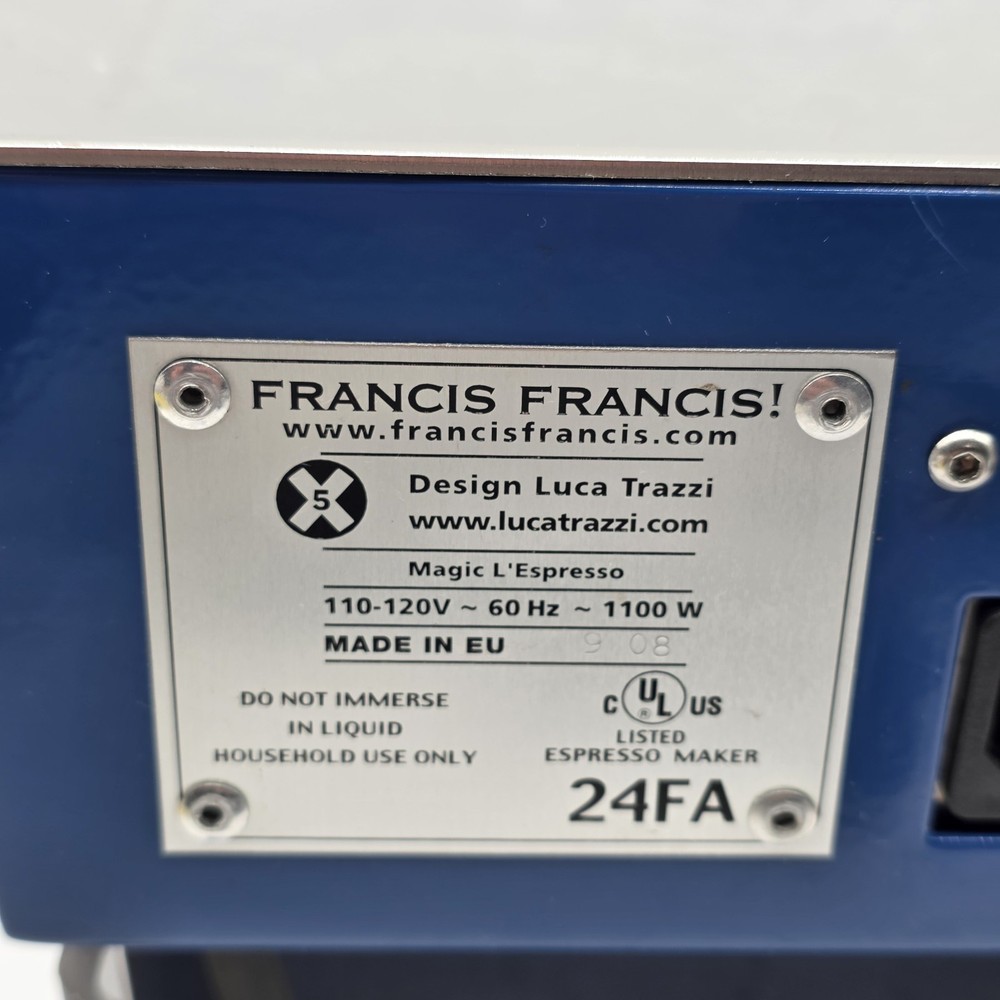 FRANCIS FRANCIS!
www.francisfrancis.com
X 5
Design Luca Trazzi
www.lucatrazzi.com
Magic L'Espresso
110-120V ~ 60 Hz ~ 1100 W
MADE IN EU 9 08
DO NOT IMMERSE
IN LIQUID
HOUSEHOLD USE ONLY
C UL ® US
LISTED
ESPRESSO MAKER
24FA